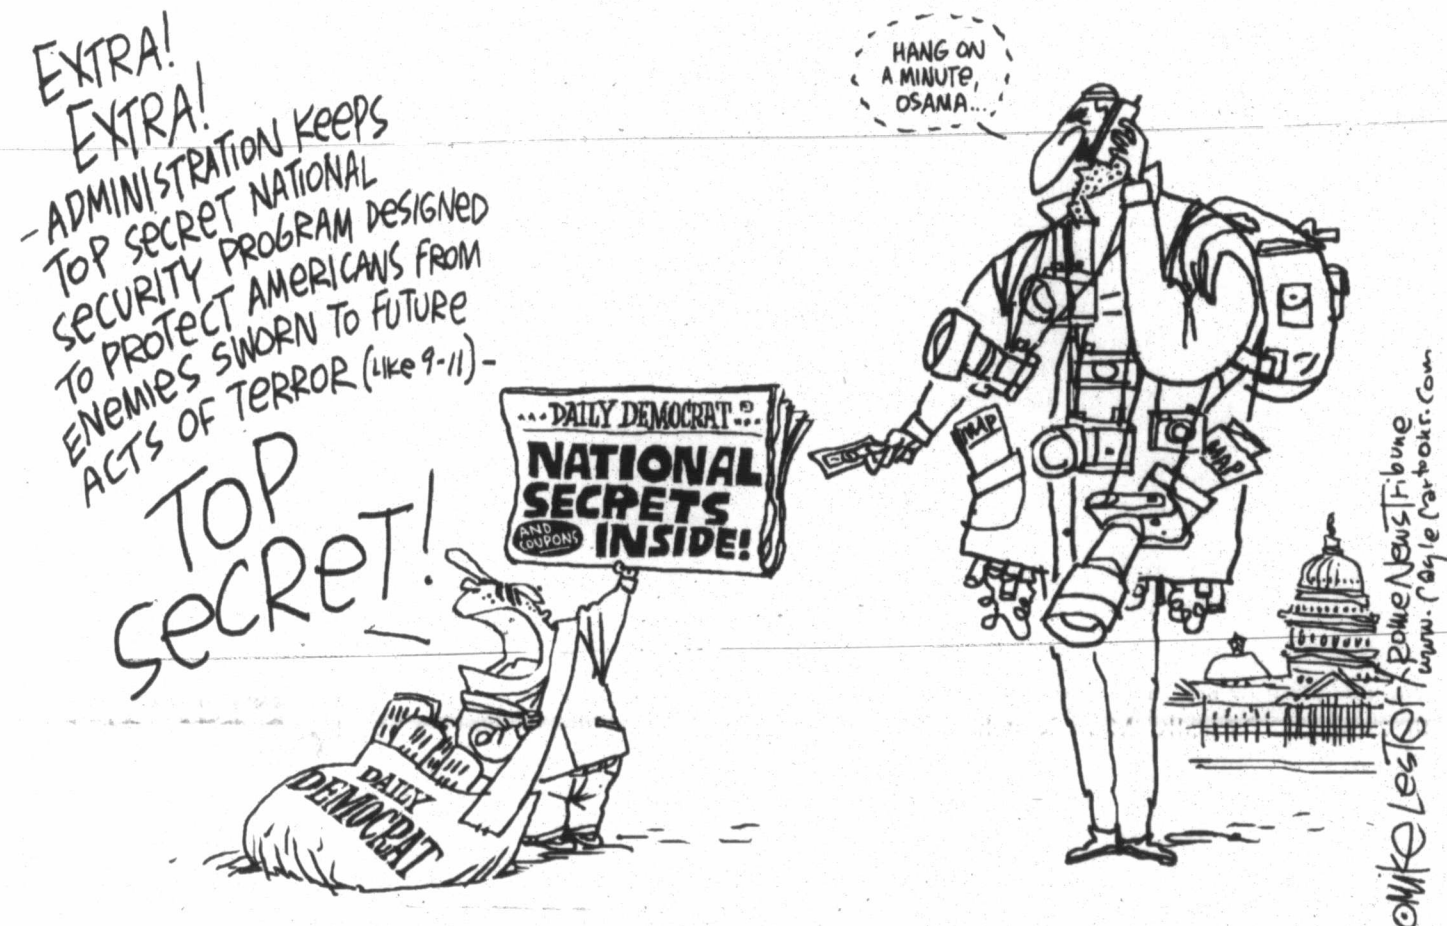 EXTRA!
EXTRA!
- ADMINISTRATION KEEPS
TOP SECRET NATIONAL
SECURITY PROGRAM DESIGNED
TO PROTECT AMERICANS FROM
ENEMIES SWORN TO FUTURE
ACTS OF TERROR (LIKE 9-11) -
TOP
SECRET!
...DAILY DEMOCRAT...
NATIONAL
SECRETS
AND
COUPONS
INSIDE!
DAILY
DEMOCRAT
HANG ON
A MINUTE,
OSAMA...
MAP
MAP
©MIKE LESTER
ROME NEWS TRIBUNE
www.caglecartoons.com